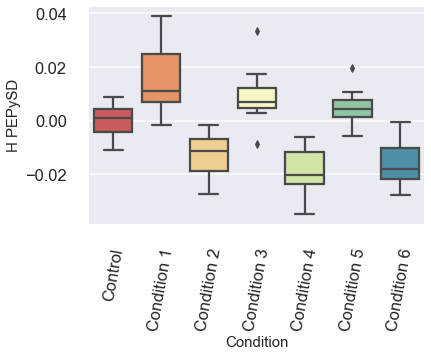 0.04
0.02
0.00
−0.02
H PEPySD
Control
Condition 1
Condition 2
Condition 3
Condition 4
Condition 5
Condition 6
Condition